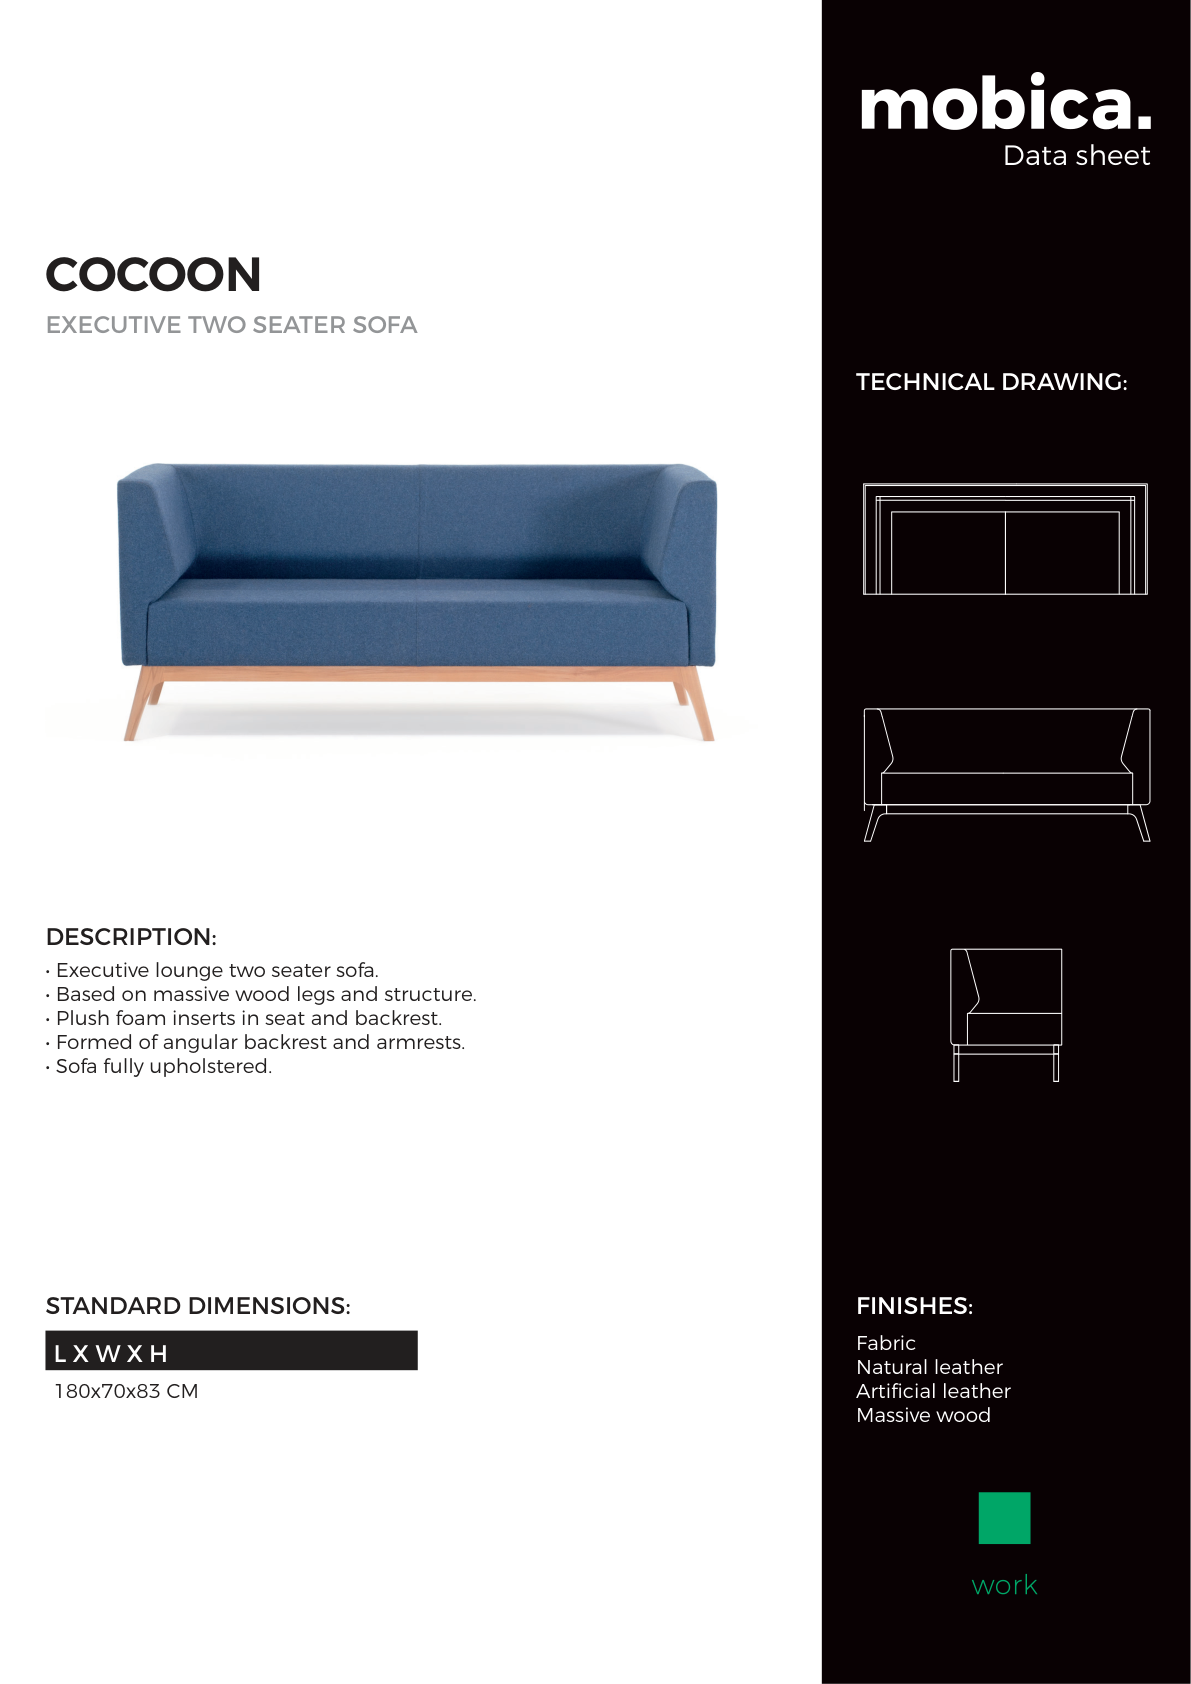 mobica.
Data sheet
COCOON
EXECUTIVE TWO SEATER SOFA
TECHNICAL DRAWING:
DESCRIPTION:
• Executive lounge two seater sofa.
• Based on massive wood legs and structure.
• Plush foam inserts in seat and backrest.
• Formed of angular backrest and armrests.
• Sofa fully upholstered.
STANDARD DIMENSIONS:
L X W X H
180x70x83 CM
FINISHES:
Fabric
Natural leather
Artificial leather
Massive wood
work